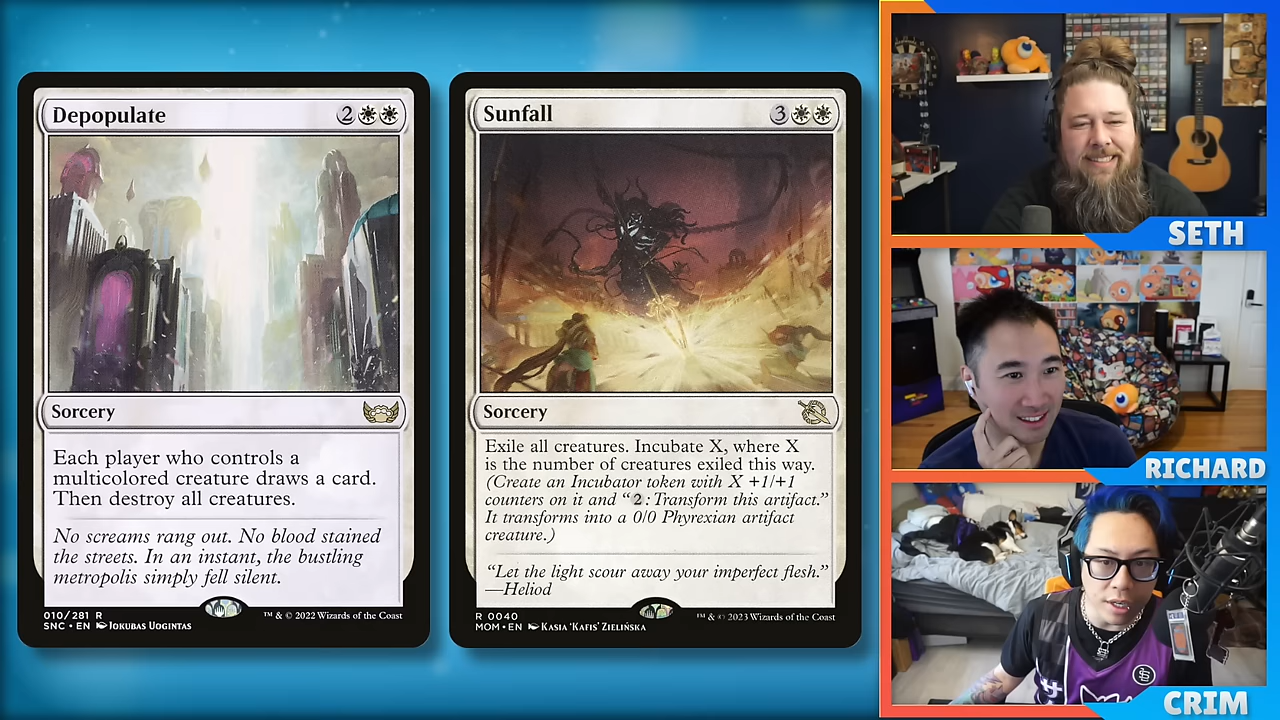 Depopulate 2
Sorcery
Each player who controls a
multicolored creature draws a card.
Then destroy all creatures.
No screams rang out. No blood stained
the streets. In an instant, the bustling
metropolis simply fell silent.
010/281 R
SNC • EN JOKUBAS UOGINTAS
™ & © 2022 Wizards of the Coast
Sunfall 3
Sorcery
Exile all creatures. Incubate X, where X
is the number of creatures exiled this way.
(Create an Incubator token with X +1/+1
counters on it and “2: Transform this artifact.”
It transforms into a 0/0 Phyrexian artifact
creature.)
“Let the light scour away your imperfect flesh.”
—Heliod
R 0040
MOM • EN KASIA ‘KAFIS’ ZIELIŃSKA
™ & © 2023 Wizards of the Coast
SETH
RICHARD
CRIM